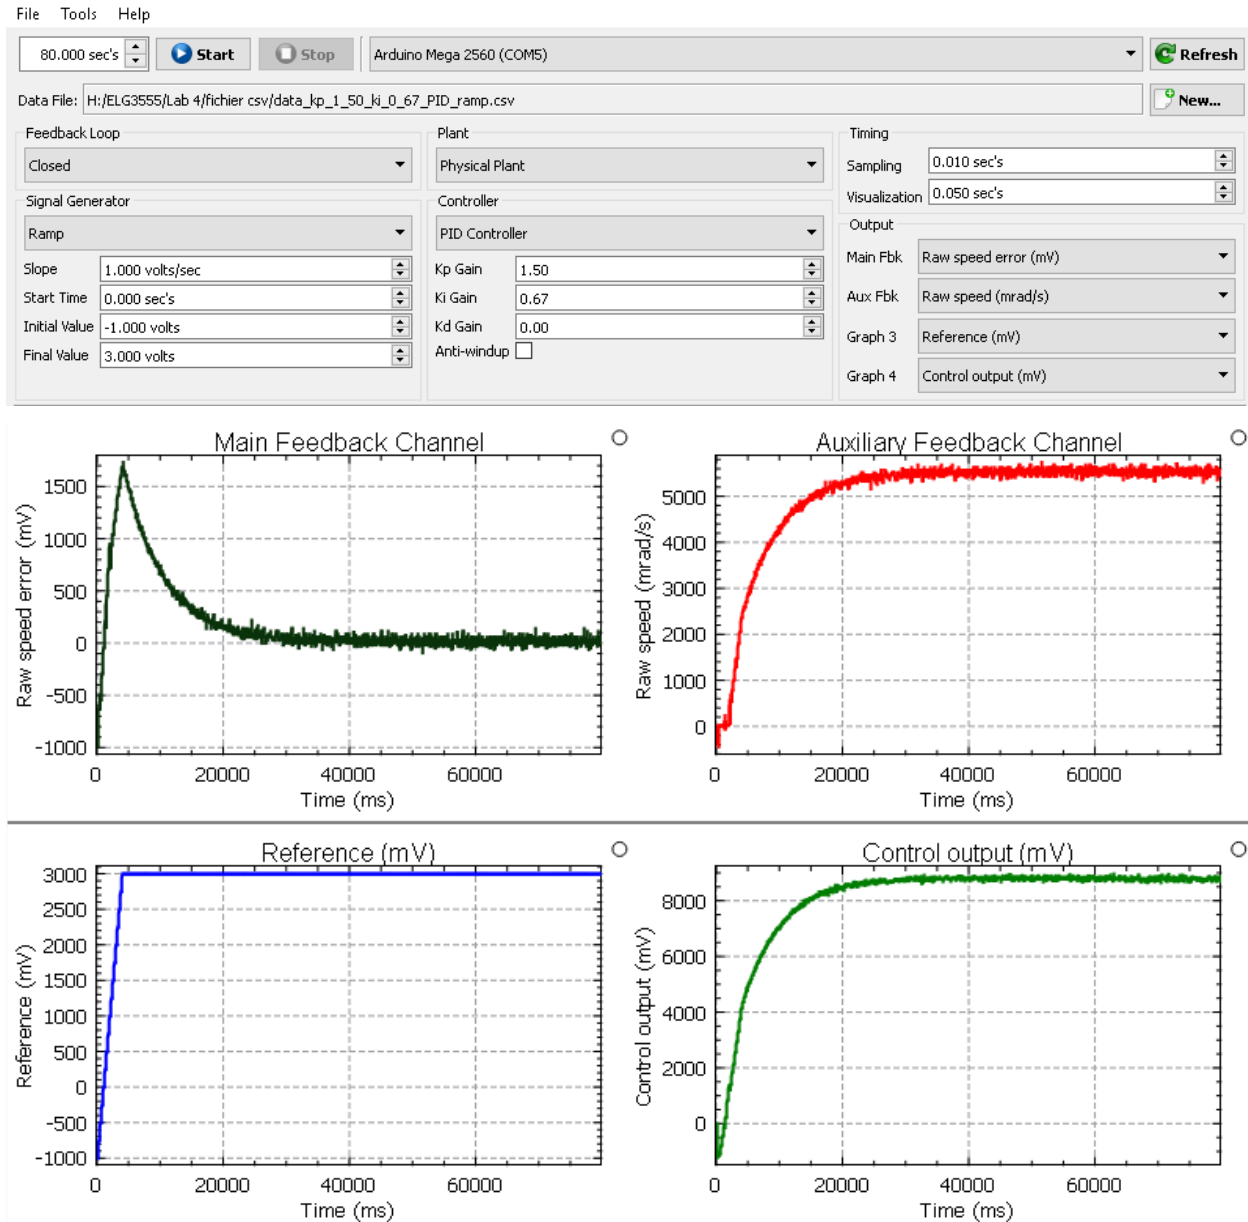 File Tools Help
80.000 sec's Start Stop Arduino Mega 2560 (COM5) Refresh
Data File: H:/ELG3555/Lab 4/fichier csv/data_kp_1_50_ki_0_67_PID_ramp.csv New...
Feedback Loop
Closed
Plant
Physical Plant
Timing
Sampling 0.010 sec's
Visualization 0.050 sec's
Signal Generator
Ramp
Slope 1.000 volts/sec
Start Time 0.000 sec's
Initial Value -1.000 volts
Final Value 3.000 volts
Controller
PID Controller
Kp Gain 1.50
Ki Gain 0.67
Kd Gain 0.00
Anti-windup
Output
Main Fbk Raw speed error (mV)
Aux Fbk Raw speed (mrad/s)
Graph 3 Reference (mV)
Graph 4 Control output (mV)
Main Feedback Channel
Raw speed error (mV)
1500
1000
500
0
-500
-1000
0 20000 40000 60000
Time (ms)
Auxiliary Feedback Channel
Raw speed (mrad/s)
5000
4000
3000
2000
1000
0
0 20000 40000 60000
Time (ms)
Reference (mV)
Reference (mV)
3000
2500
2000
1500
1000
500
0
-500
-1000
0 20000 40000 60000
Time (ms)
Control output (mV)
Control output (mV)
8000
6000
4000
2000
0
0 20000 40000 60000
Time (ms)